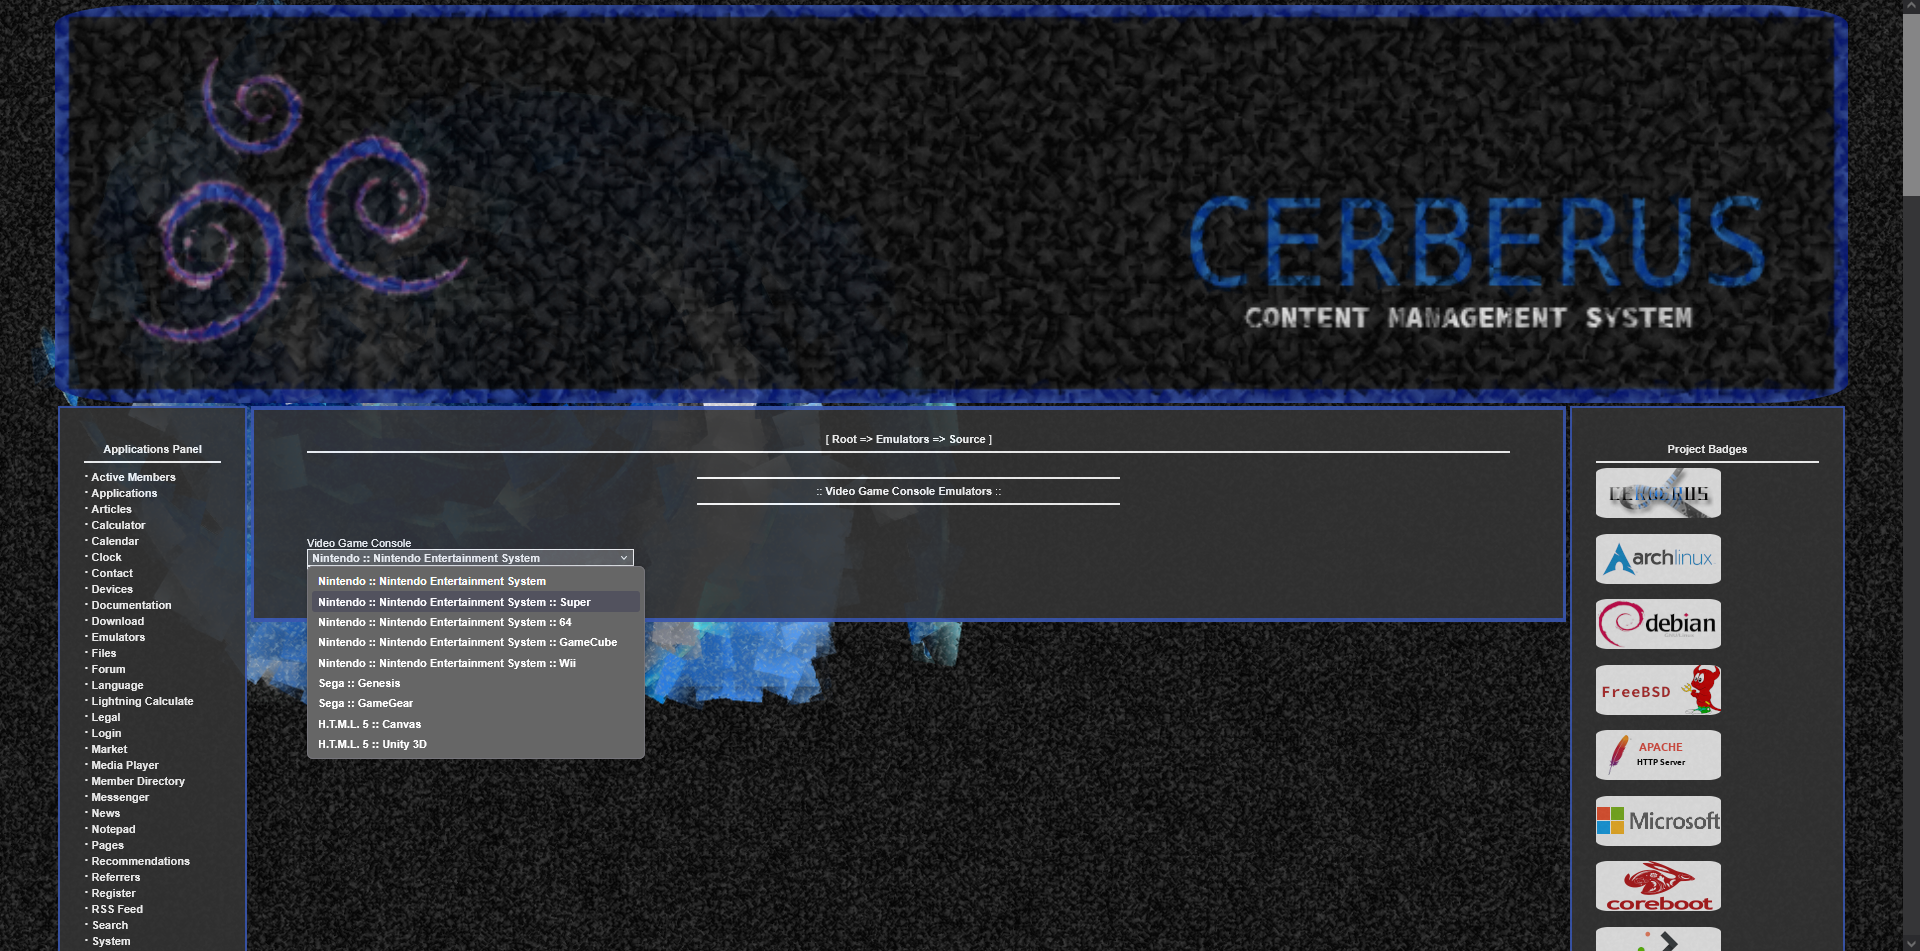 CERBERUS
CONTENT MANAGEMENT SYSTEM
Applications Panel
· Active Members
· Applications
· Articles
· Calculator
· Calendar
· Clock
· Contact
· Devices
· Documentation
· Download
· Emulators
· Files
· Forum
· Language
· Lightning Calculate
· Legal
· Login
· Market
· Media Player
· Member Directory
· Messenger
· News
· Notepad
· Pages
· Recommendations
· Referrers
· Register
· RSS Feed
· Search
· System
[ Root => Emulators => Source ]
:: Video Game Console Emulators ::
Video Game Console
Nintendo :: Nintendo Entertainment System
Nintendo :: Nintendo Entertainment System
Nintendo :: Nintendo Entertainment System :: Super
Nintendo :: Nintendo Entertainment System :: 64
Nintendo :: Nintendo Entertainment System :: GameCube
Nintendo :: Nintendo Entertainment System :: Wii
Sega :: Genesis
Sega :: GameGear
H.T.M.L. 5 :: Canvas
H.T.M.L. 5 :: Unity 3D
Project Badges
CERBERUS
archlinux
debian
FreeBSD
APACHE
HTTP Server
Microsoft
coreboot